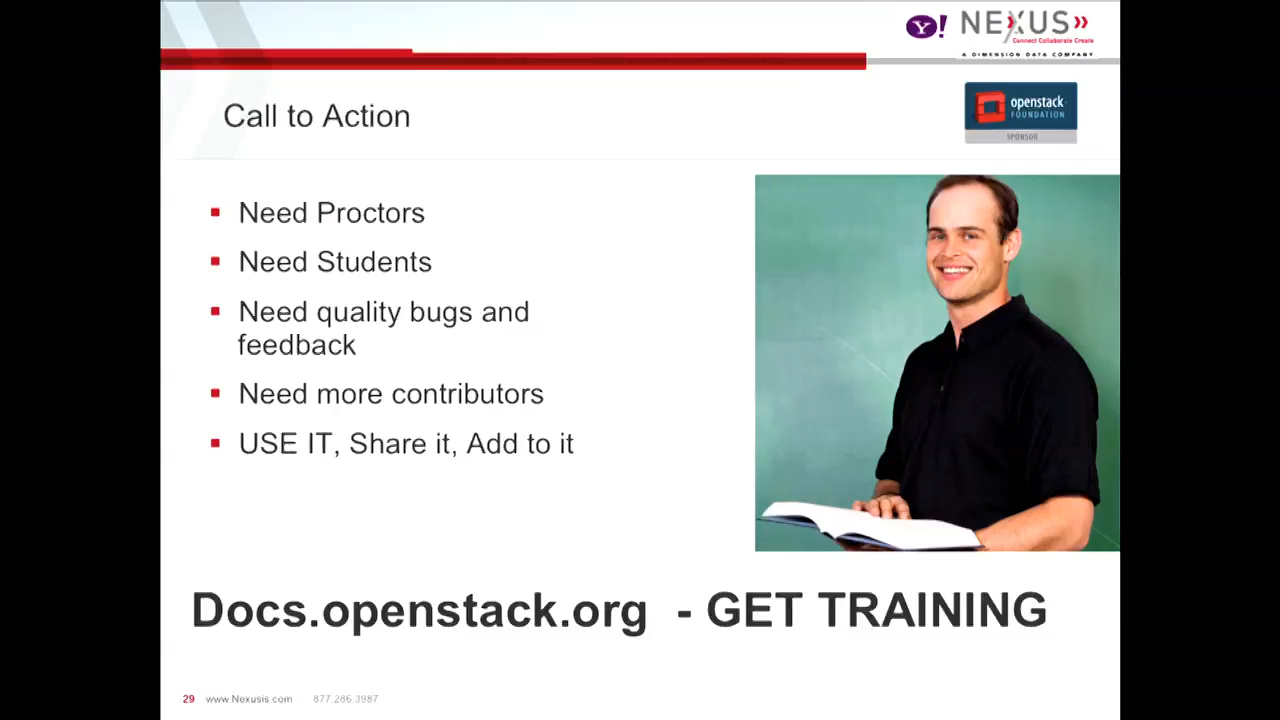 Y! NEXUS
Connect Collaborate Create
A DIMENSION DATA COMPANY
Call to Action
openstack
FOUNDATION
SPONSOR
Need Proctors
Need Students
Need quality bugs and
feedback
Need more contributors
USE IT, Share it, Add to it
Docs.openstack.org - GET TRAINING
29 www.Nexusis.com 877.286.3987